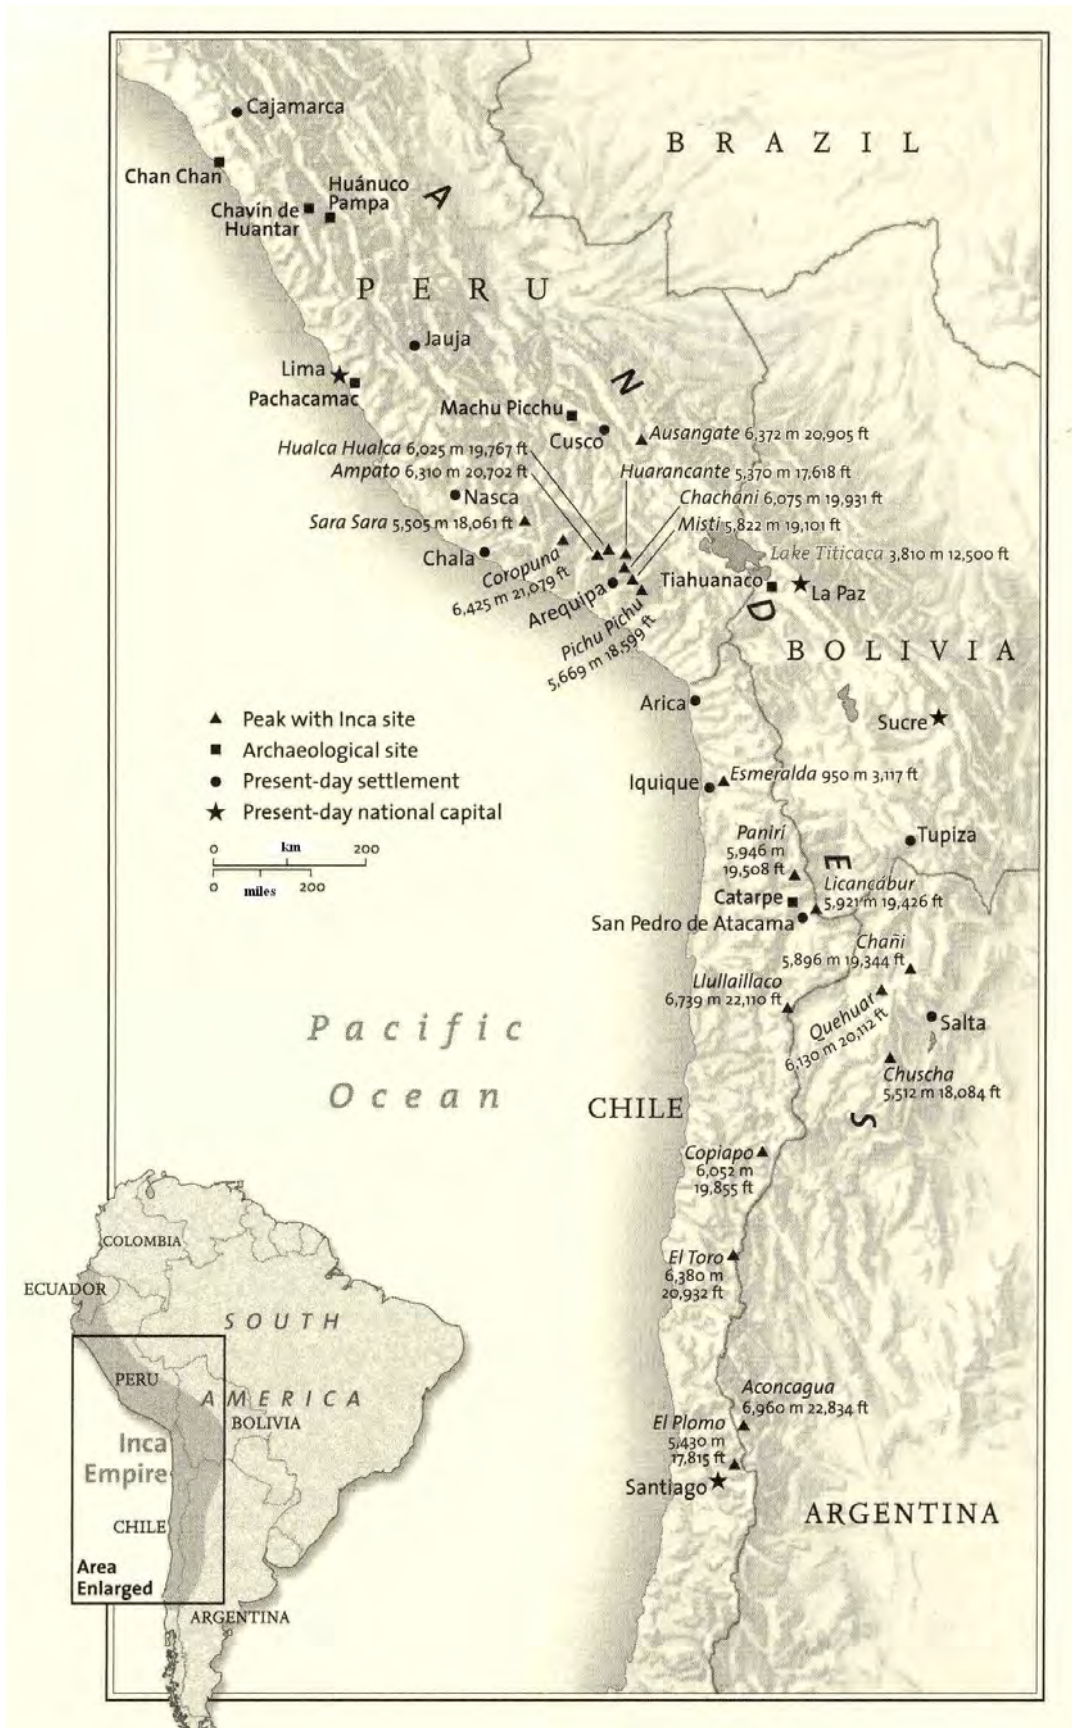 Cajamarca
BRAZIL
Chan Chan
Huánuco
Pampa
Chavín de
Huantar
A
PERU
Jauja
Lima
Pachacamac
N
Machu Picchu
Cusco
Ausangate 6,372 m 20,905 ft
Hualca Hualca 6,025 m 19,767 ft
Ampato 6,310 m 20,702 ft
Huarancante 5,370 m 17,618 ft
Chachani 6,075 m 19,931 ft
Nasca
Misti 5,822 m 19,101 ft
Sara Sara 5,505 m 18,061 ft
Chala
Coropuna
6,425 m 21,079 ft
Lake Titicaca 3,810 m 12,500 ft
Arequipa
Tiahuanaco
La Paz
D
Pichu Pichu
5,669 m 18,599 ft
BOLIVIA
Arica
Sucre
Peak with Inca site
Archaeological site
Present-day settlement
Present-day national capital
0 km 200
0 miles 200
Iquique
Esmeralda 950 m 3,117 ft
Tupiza
Paniri
5,946 m
19,508 ft
E
Licancábur
5,921 m 19,426 ft
Catarpe
San Pedro de Atacama
Chañi
5,896 m 19,344 ft
Llullaillaco
6,739 m 22,110 ft
Quehuar
6,130 m 20,112 ft
Salta
Pacific
Ocean
Chuscha
5,512 m 18,084 ft
CHILE
S
Copiapo
6,052 m
19,855 ft
El Toro
6,380 m
20,932 ft
Aconcagua
6,960 m 22,834 ft
El Plomo
5,430 m
17,815 ft
Santiago
ARGENTINA
COLOMBIA
ECUADOR
SOUTH
AMERICA
PERU
BOLIVIA
Inca
Empire
CHILE
Area
Enlarged
ARGENTINA